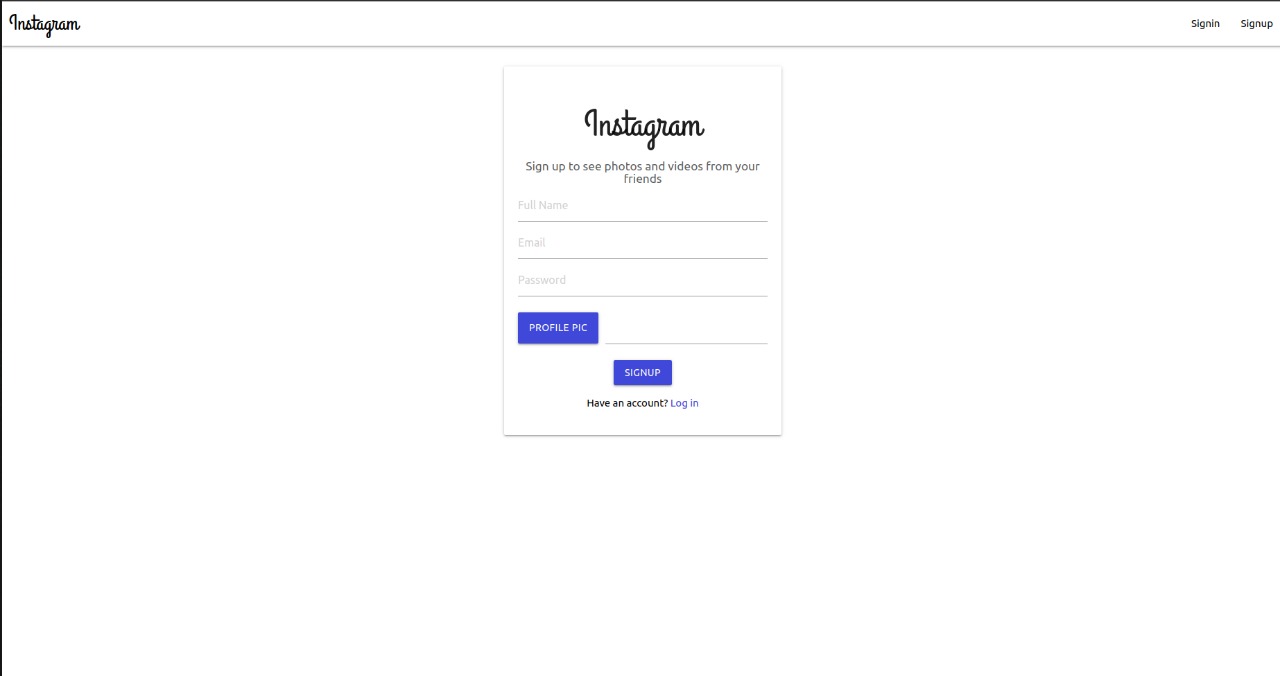 Instagram
Signin
Signup
Instagram
Sign up to see photos and videos from your
friends
Full Name
Email
Password
PROFILE PIC
SIGNUP
Have an account? Log in